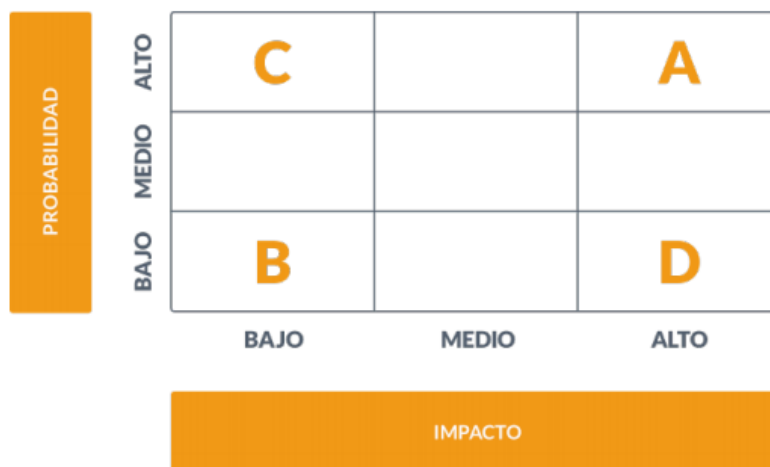 PROBABILIDAD
ALTO
C
A
MEDIO
BAJO
B
D
BAJO
MEDIO
ALTO
IMPACTO